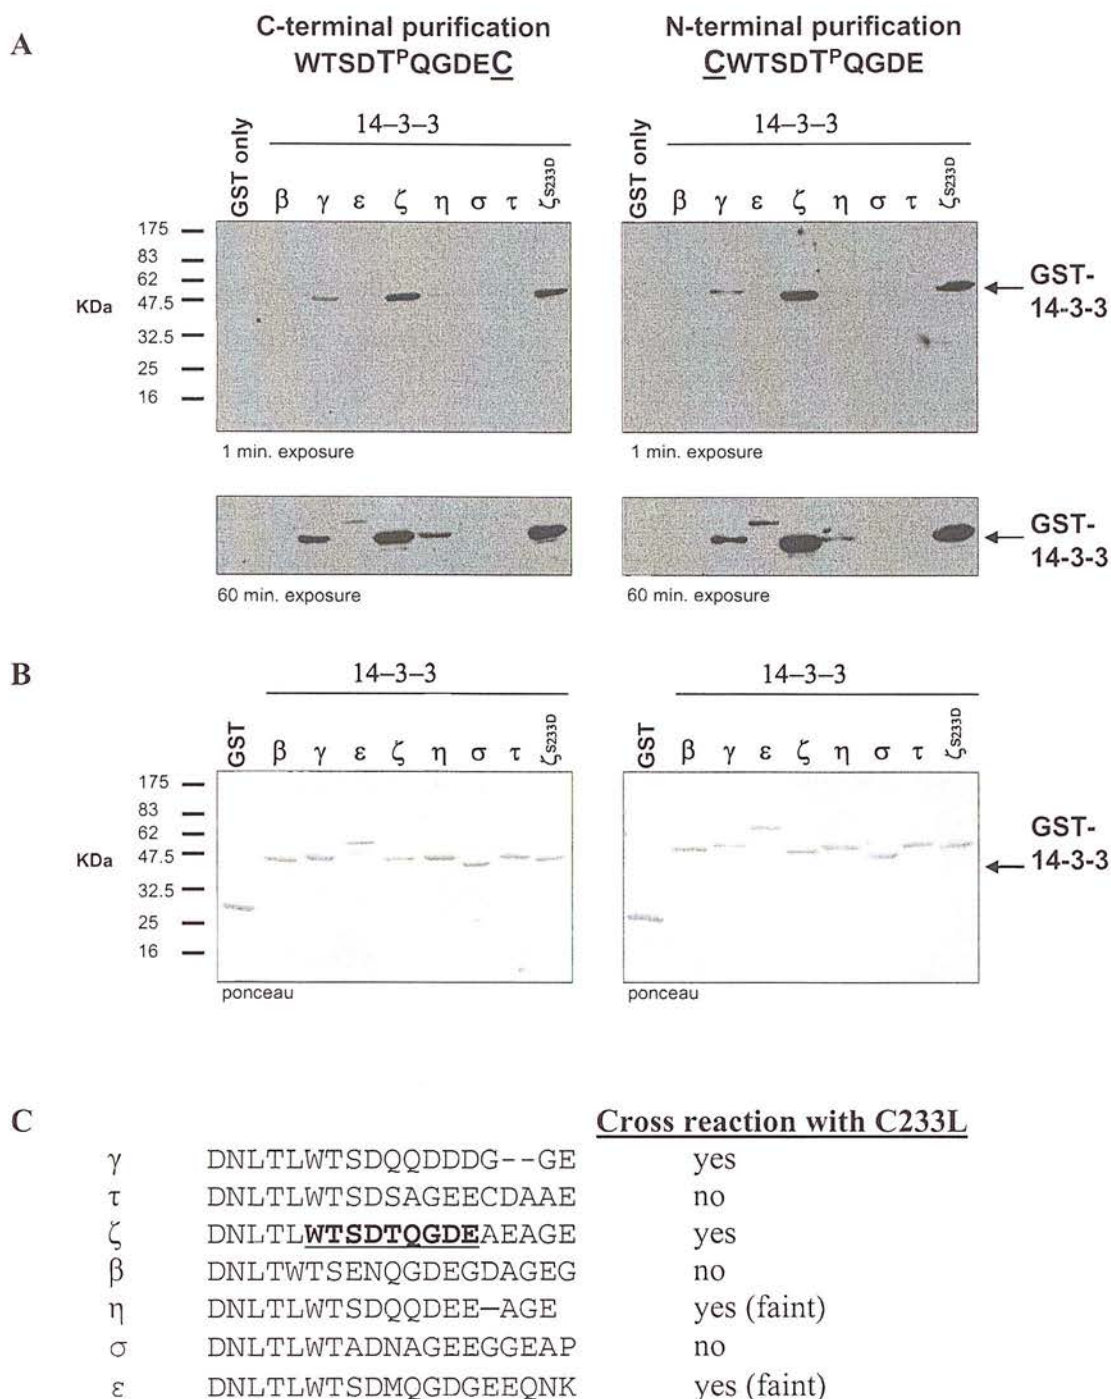 A
C-terminal purification
WTSDTᴾQGDEC
N-terminal purification
CWTSDTᴾQGDE
GST only
14–3–3
β γ ε ζ η σ τ ζS233D
GST only
14–3–3
β γ ε ζ η σ τ ζS233D
175
83
62
47.5
KDa
32.5
25
16
GST-
14-3-3
1 min. exposure
1 min. exposure
GST-
14-3-3
60 min. exposure
60 min. exposure
B
14–3–3
GST β γ ε ζ η σ τ ζS233D
14–3–3
GST β γ ε ζ η σ τ ζS233D
175
83
62
47.5
KDa
32.5
25
16
GST-
14-3-3
ponceau
ponceau
C
Cross reaction with C233L
γ DNLTLWTSDQQDDDG--GE yes
τ DNLTLWTSDSAGEECDAAE no
ζ DNLTLWTSDTQGDEAEAGE yes
β DNLTWTSENQGDEGDAGEG no
η DNLTLWTSDQQDEE—AGE yes (faint)
σ DNLTLWTADNAGEEGGEAP no
ε DNLTLWTSDMQGDGEEQNK yes (faint)